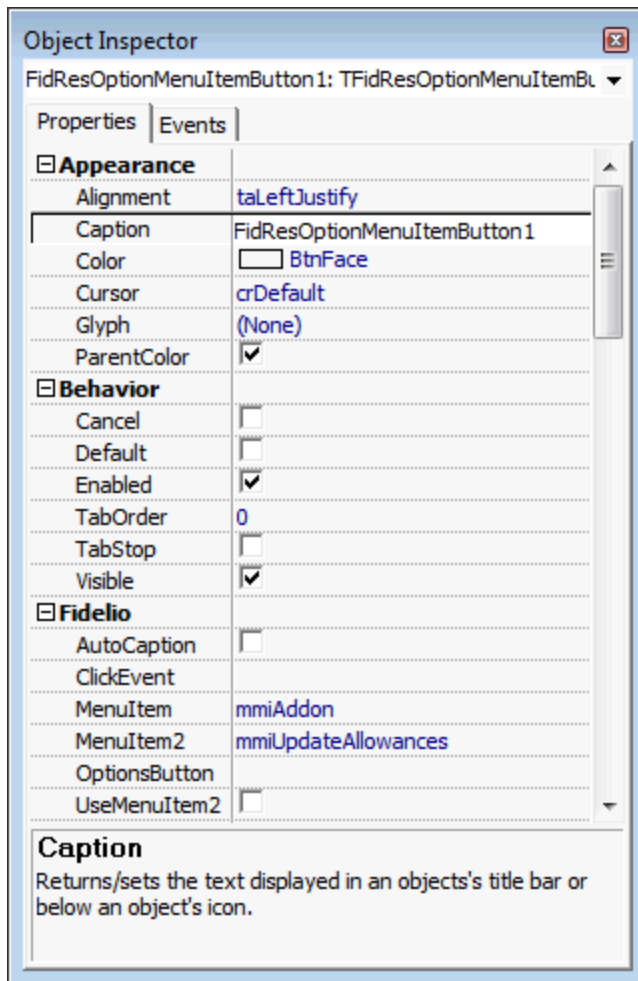 Object Inspector
FidResOptionMenuItemButton1: TFidResOptionMenuItemBu
Properties Events
Appearance
Alignment taLeftJustify
Caption FidResOptionMenuItemButton1
Color BtnFace
Cursor crDefault
Glyph (None)
ParentColor
Behavior
Cancel
Default
Enabled
TabOrder 0
TabStop
Visible
Fidelio
AutoCaption
ClickEvent
MenuItem mmiAddon
MenuItem2 mmiUpdateAllowances
OptionsButton
UseMenuItem2
Caption
Returns/sets the text displayed in an objects's title bar or
below an object's icon.